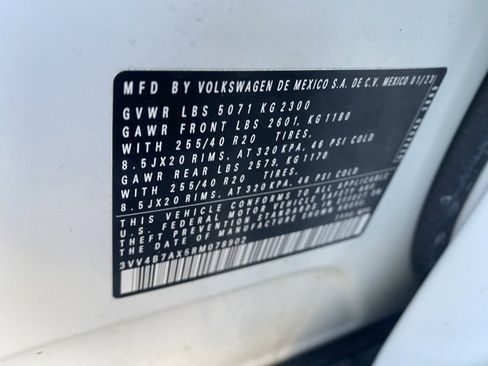 MFD BY VOLKSWAGEN DE MEXICO S.A. DE C.V. MEXICO 01/23
GVWR LBS 5071 KG 2300
GAWR FRONT LBS 2601, KG 1180
WITH 255/40 R20 TIRES,
8.5JX20 RIMS, AT 320 KPA, 46 PSI COLD
GAWR REAR LBS 2579, KG 1170
WITH 255/40 R20 TIRES,
8.5JX20 RIMS, AT 320 KPA, 46 PSI COLD
THIS VEHICLE CONFORMS TO ALL APPLICABLE
U.S. FEDERAL MOTOR VEHICLE SAFETY AND
THEFT PREVENTION STANDARDS IN EFFECT ON
THE DATE OF MANUFACTURE SHOWN ABOVE
3VV4B7AX5RM078902